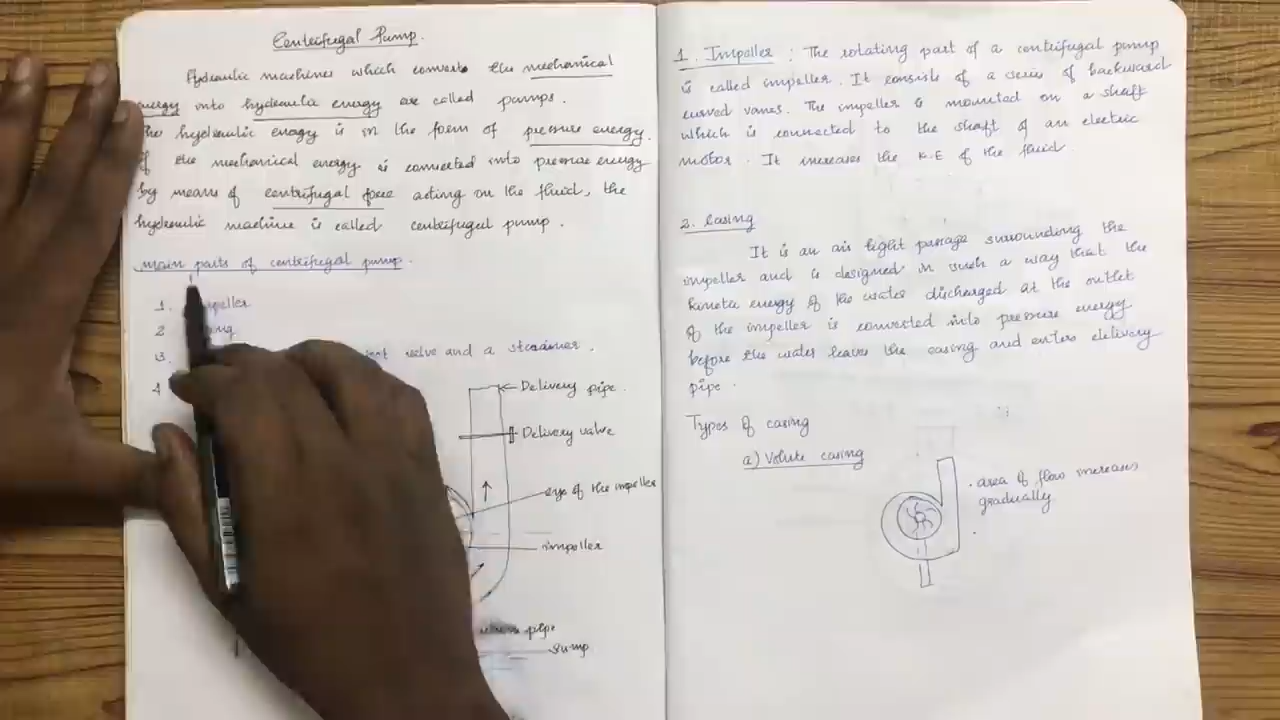 Centrifugal Pump.
Hydraulic machines which converts the mechanical
energy into hydraulic energy are called pumps.
The hydraulic energy is in the form of pressure energy.
If the mechanical energy is converted into pressure energy
by means of centrifugal force acting on the fluid, the
hydraulic machine is called centrifugal pump.
main parts of centrifugal pump.
1. Impeller
2
3. valve and a strainer.
4
Delivery pipe.
Delivery valve
eye of the impeller
impeller
pipe
sump
1. Impeller : The rotating part of a centrifugal pump
is called impeller. It consists of a series of backward
curved vanes. The impeller is mounted on a shaft
which is connected to the shaft of an electric
motor. It increases the K.E of the fluid.
2. Casing
It is an air tight passage surrounding the
impeller and is designed in such a way that the
kinetic energy of the water discharged at the outlet
of the impeller is converted into pressure energy
before the water leaves the casing and enters delivery
pipe.
Types of casing
a) Volute casing
. area of flow increases
gradually